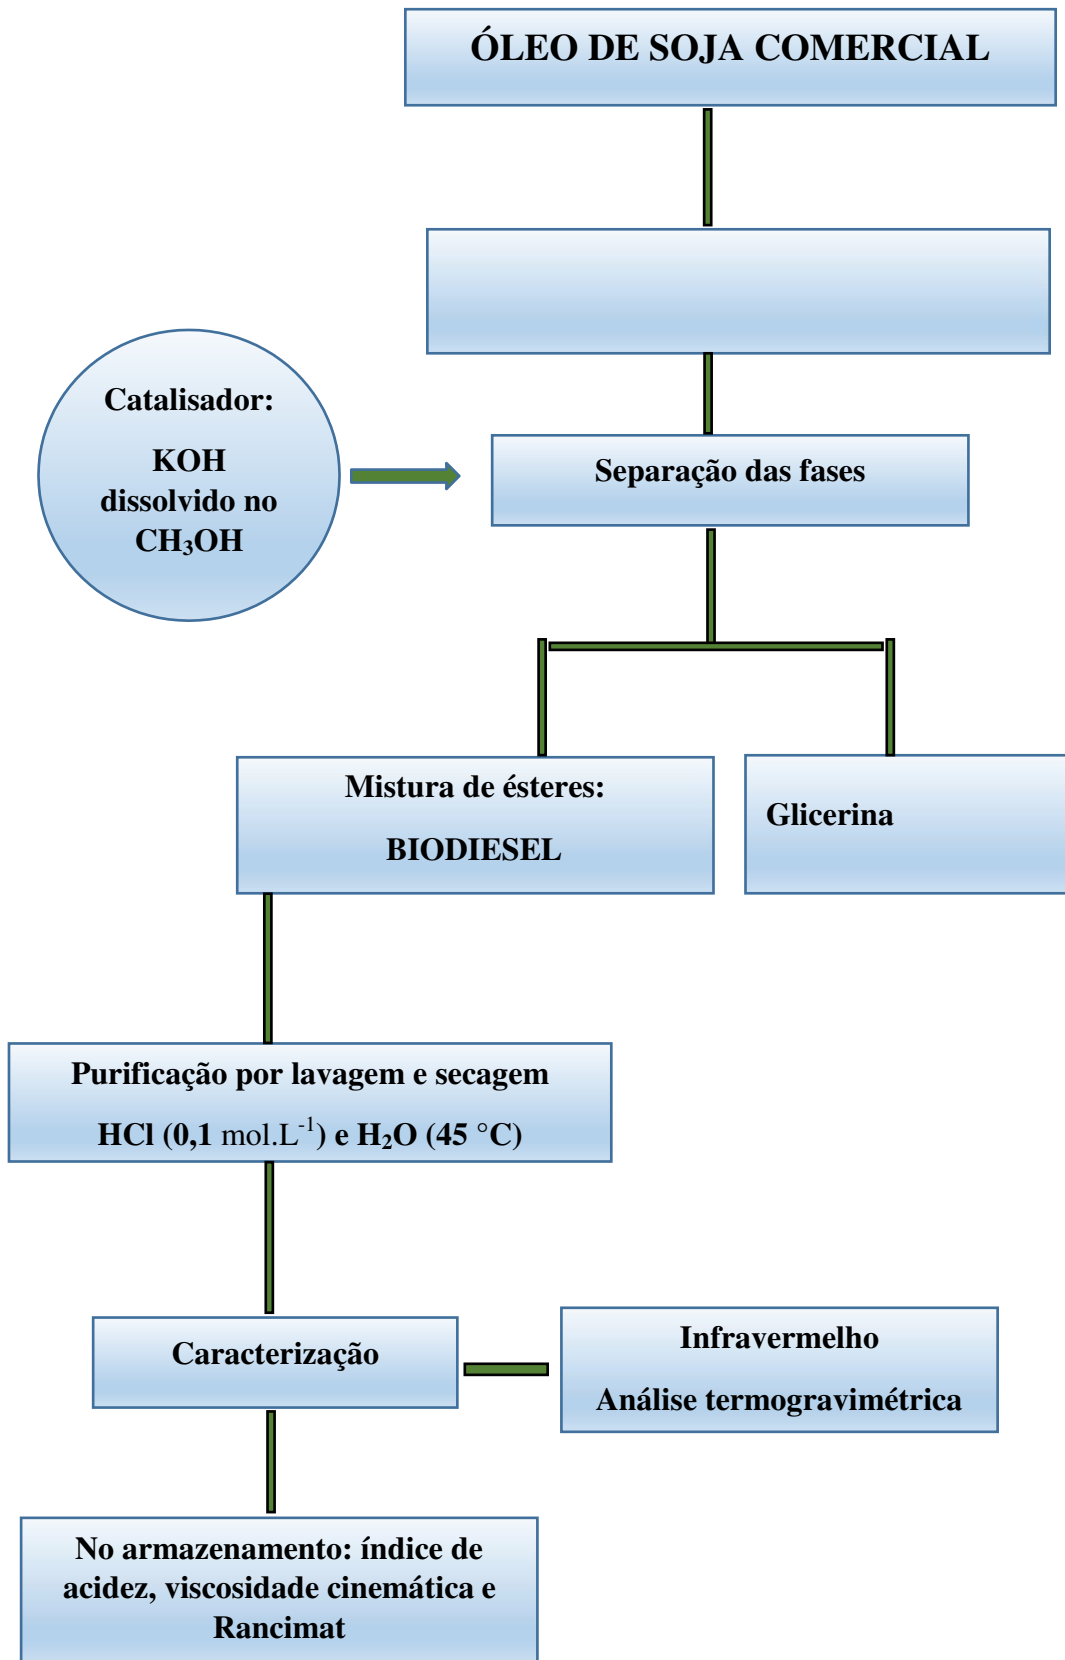 ÓLEO DE SOJA COMERCIAL
Catalisador:
KOH
dissolvido no
CH₃OH
Separação das fases
Mistura de ésteres:
BIODIESEL
Glicerina
Purificação por lavagem e secagem
HCl (0,1 mol.L⁻¹) e H₂O (45 °C)
Caracterização
Infravermelho
Análise termogravimétrica
No armazenamento: índice de
acidez, viscosidade cinemática e
Rancimat